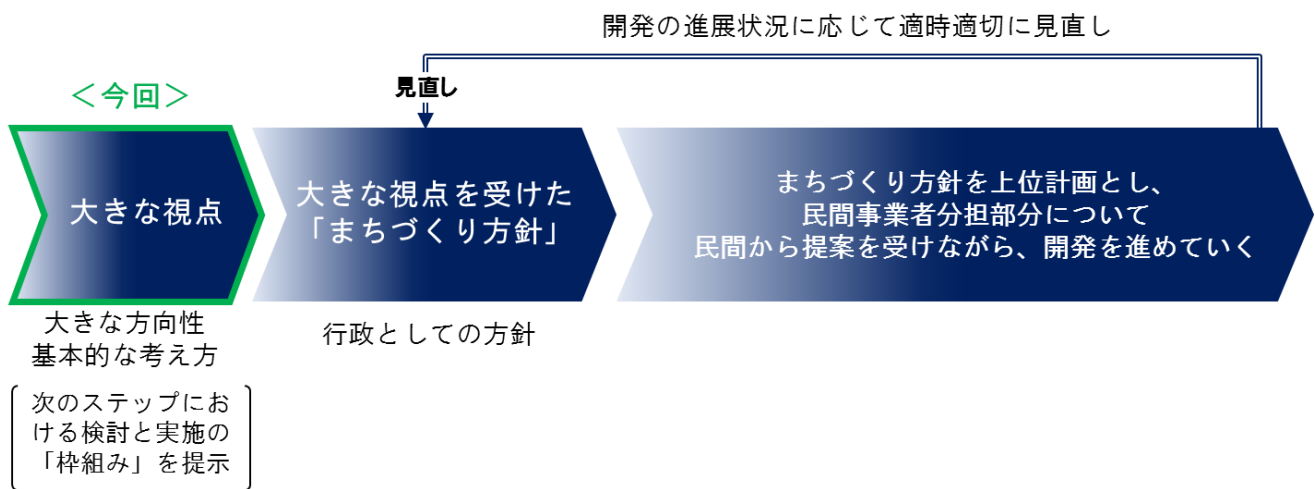 開発の進展状況に応じて適時適切に見直し
見直し
＜今回＞
大きな視点
大きな方向性
基本的な考え方
次のステップにお
ける検討と実施の
「枠組み」を提示
大きな視点を受けた
「まちづくり方針」
行政としての方針
まちづくり方針を上位計画とし、
民間事業者分担部分について
民間から提案を受けながら、開発を進めていく